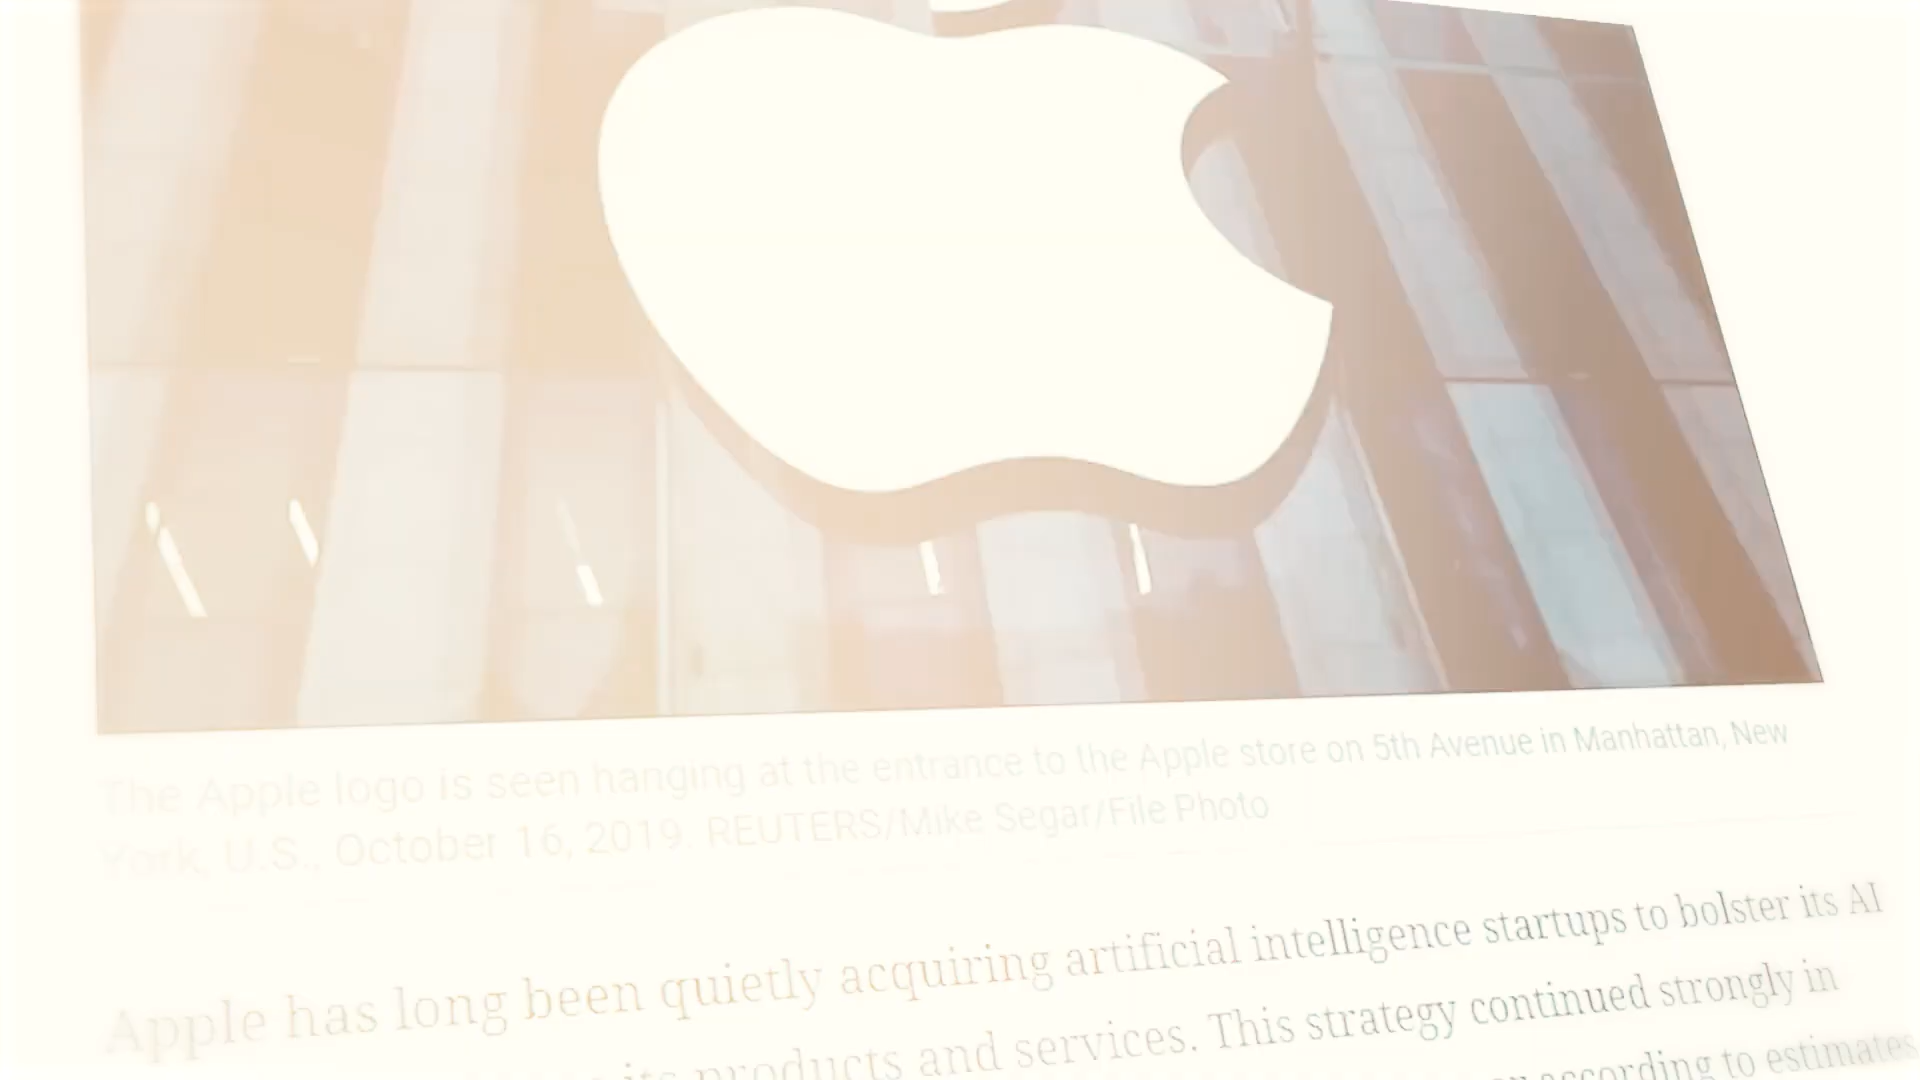 The Apple logo is seen hanging at the entrance to the Apple store on 5th Avenue in Manhattan, New
York, U.S., October 16, 2019. REUTERS/Mike Segar/File Photo
Apple has long been quietly acquiring artificial intelligence startups to bolster its AI
its products and services. This strategy continued strongly in
according to estimates